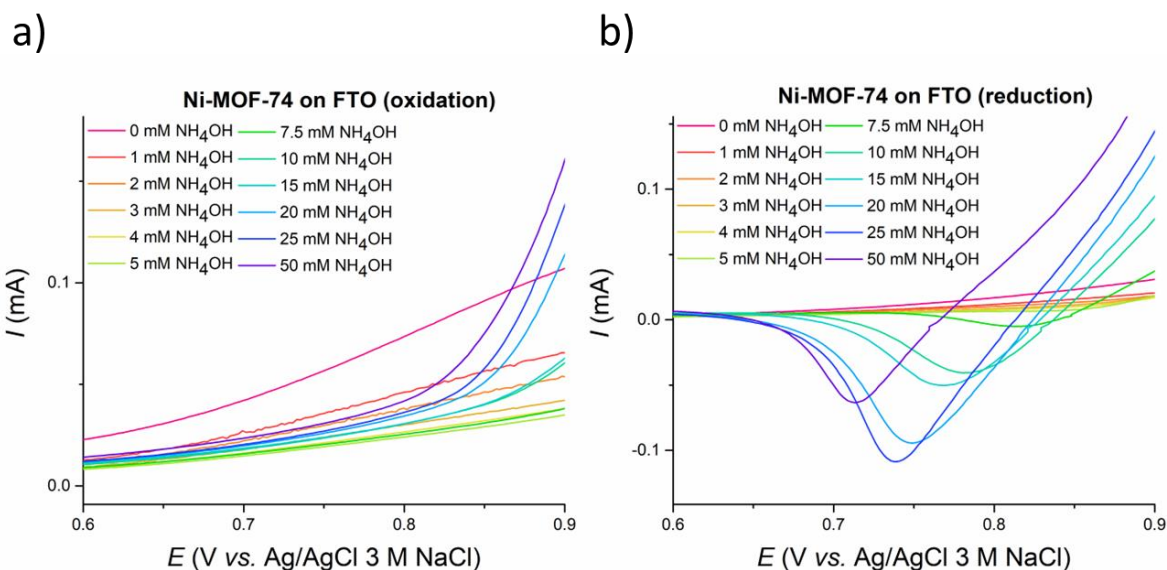 a)
Ni-MOF-74 on FTO (oxidation)
0 mM NH4OH 7.5 mM NH4OH
1 mM NH4OH 10 mM NH4OH
2 mM NH4OH 15 mM NH4OH
3 mM NH4OH 20 mM NH4OH
4 mM NH4OH 25 mM NH4OH
5 mM NH4OH 50 mM NH4OH
I (mA)
0.1
0.0
0.6 0.7 0.8 0.9
E (V vs. Ag/AgCl 3 M NaCl)
b)
Ni-MOF-74 on FTO (reduction)
0 mM NH4OH 7.5 mM NH4OH
1 mM NH4OH 10 mM NH4OH
2 mM NH4OH 15 mM NH4OH
3 mM NH4OH 20 mM NH4OH
4 mM NH4OH 25 mM NH4OH
5 mM NH4OH 50 mM NH4OH
I (mA)
0.1
0.0
-0.1
0.6 0.7 0.8 0.9
E (V vs. Ag/AgCl 3 M NaCl)